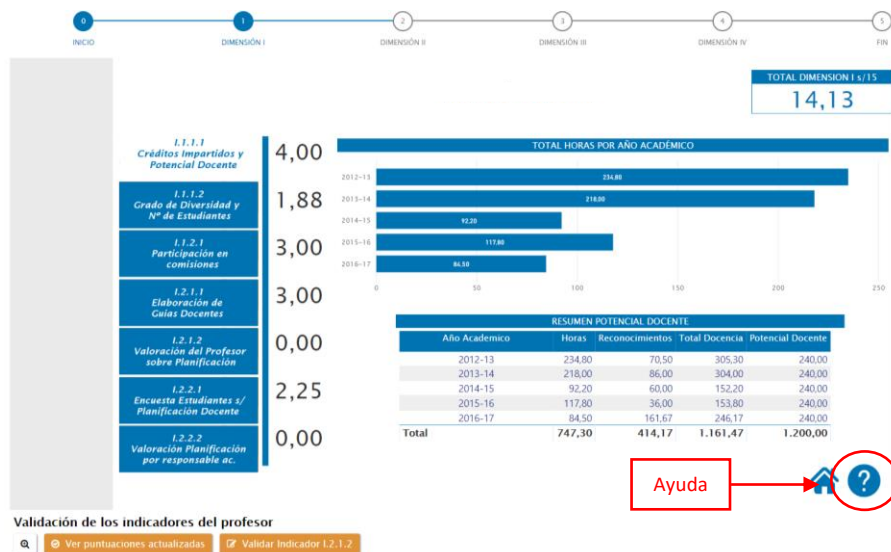 0 1 2 3 4 5
INICIO DIMENSIÓN I DIMENSIÓN II DIMENSIÓN III DIMENSIÓN IV FIN
TOTAL DIMENSION I s/15
14,13
I.1.1.1
Créditos Impartidos y
Potencial Docente
4,00
I.1.1.2
Grado de Diversidad y
Nº de Estudiantes
1,88
I.1.2.1
Participación en
comisiones
3,00
I.2.1.1
Elaboración de
Guías Docentes
3,00
I.2.1.2
Valoración del Profesor
sobre Planificación
0,00
I.2.2.1
Encuesta Estudiantes s/
Planificación Docente
2,25
I.2.2.2
Valoración Planificación
por responsable ac.
0,00
TOTAL HORAS POR AÑO ACADÉMICO
2012-13 234,80
2013-14 218,00
2014-15 92,20
2015-16 117,80
2016-17 84,50
0 50 100 150 200 250
RESUMEN POTENCIAL DOCENTE
Año Academico Horas Reconocimientos Total Docencia Potencial Docente
2012-13 234,80 70,50 305,30 240,00
2013-14 218,00 86,00 304,00 240,00
2014-15 92,20 60,00 152,20 240,00
2015-16 117,80 36,00 153,80 240,00
2016-17 84,50 161,67 246,17 240,00
Total 747,30 414,17 1.161,47 1.200,00
Ayuda ?
Validación de los indicadores del profesor
Ver puntuaciones actualizadas Validar Indicador I.2.1.2